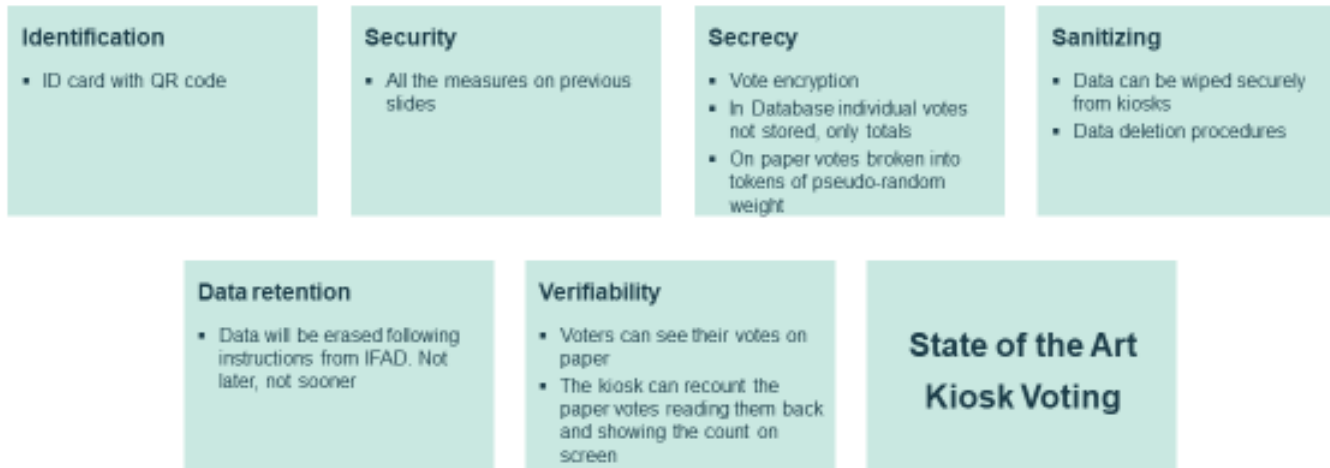 Identification
▪ ID card with QR code
Security
▪ All the measures on previous
slides
Secrecy
▪ Vote encryption
▪ In Database individual votes
not stored, only totals
▪ On paper votes broken into
tokens of pseudo-random
weight
Sanitizing
▪ Data can be wiped securely
from kiosks
▪ Data deletion procedures
Data retention
▪ Data will be erased following
instructions from IFAD. Not
later, not sooner
Verifiability
▪ Voters can see their votes on
paper
▪ The kiosk can recount the
paper votes reading them back
and showing the count on
screen
State of the Art
Kiosk Voting